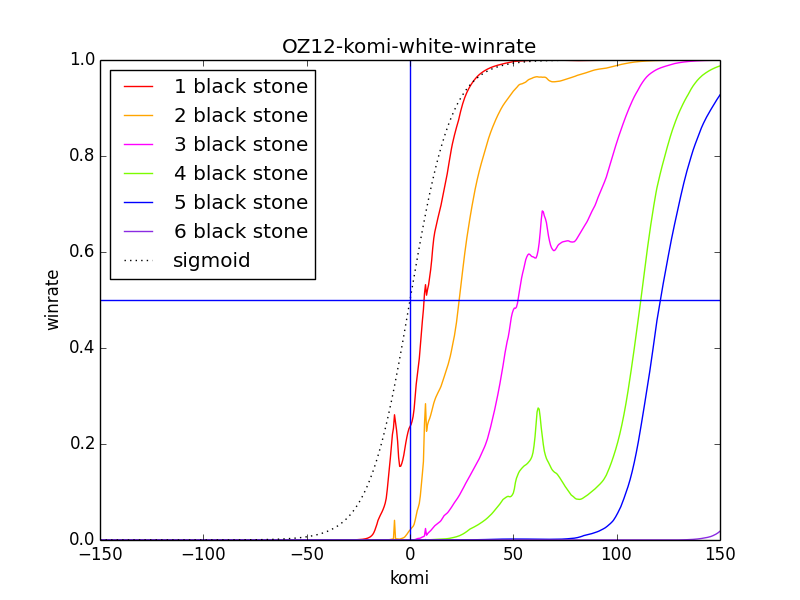 OZ12-komi-white-winrate
1.0
0.8
0.6
0.4
0.2
0.0
winrate
1 black stone
2 black stone
3 black stone
4 black stone
5 black stone
6 black stone
sigmoid
−150 −100 −50 0 50 100 150
komi